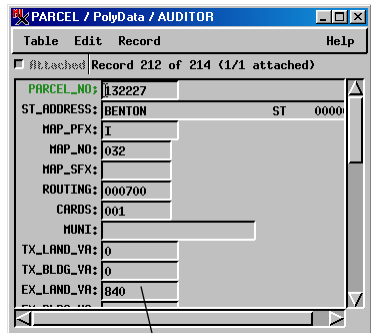 PARCEL / PolyData / AUDITOR
Table Edit Record Help
Attached Record 212 of 214 (1/1 attached)
PARCEL_NO: 132227
ST_ADDRESS: BENTON ST 0000
MAP_PFX: I
MAP_NO: 032
MAP_SFX:
ROUTING: 000700
CARDS: 001
MUNI:
TX_LAND_VA: 0
TX_BLDG_VA: 0
EX_LAND_VA: 840